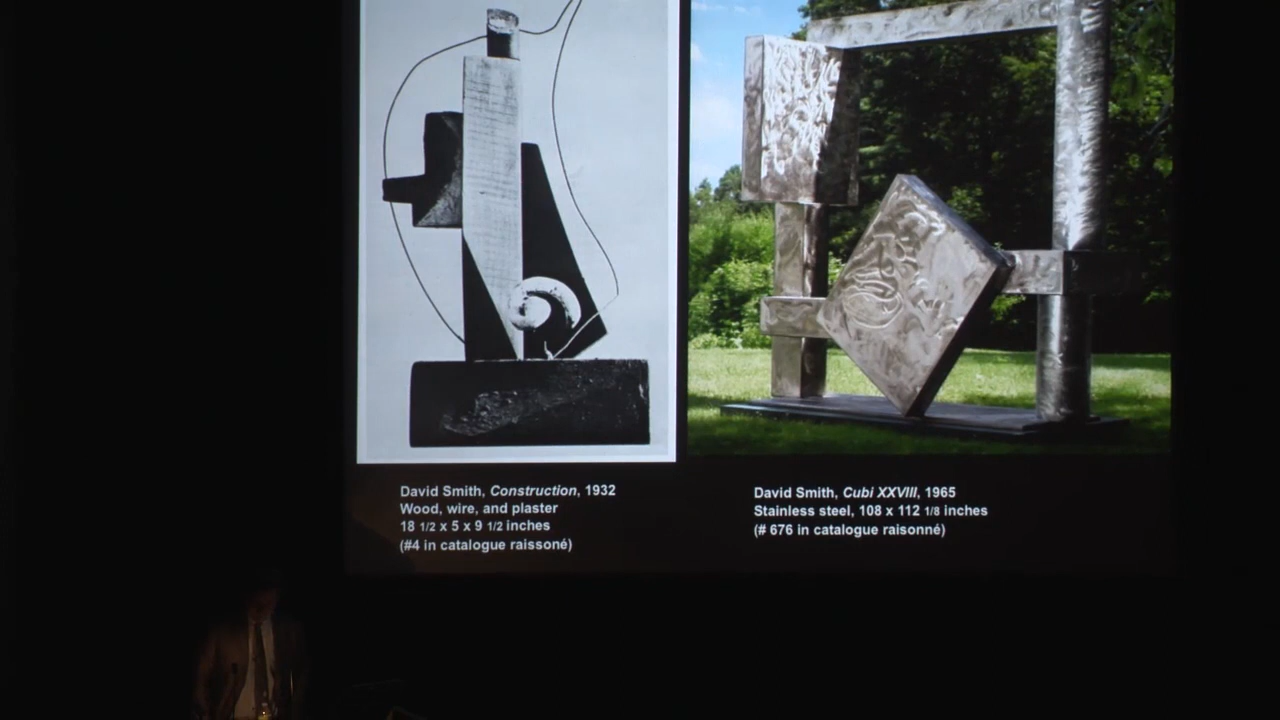 David Smith, Construction, 1932
Wood, wire, and plaster
18 1/2 x 5 x 9 1/2 inches
(#4 in catalogue raissoné)
David Smith, Cubi XXVIII, 1965
Stainless steel, 108 x 112 1/8 inches
(# 676 in catalogue raisonné)